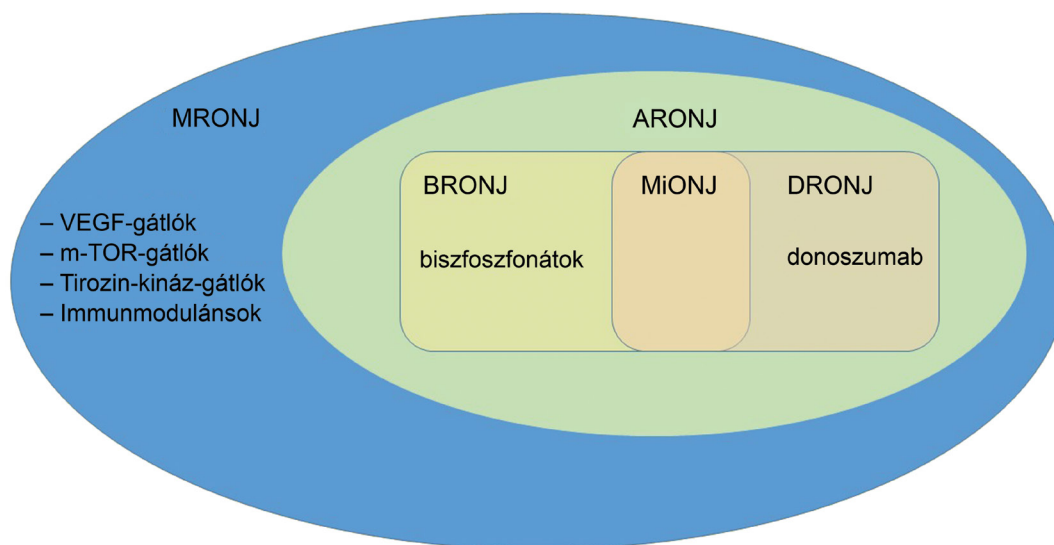 MRONJ
ARONJ
BRONJ
MiONJ
DRONJ
– VEGF-gátlók
– m-TOR-gátlók
– Tirozin-kináz-gátlók
– Immunmodulánsok
biszfoszfonátok
donoszumab